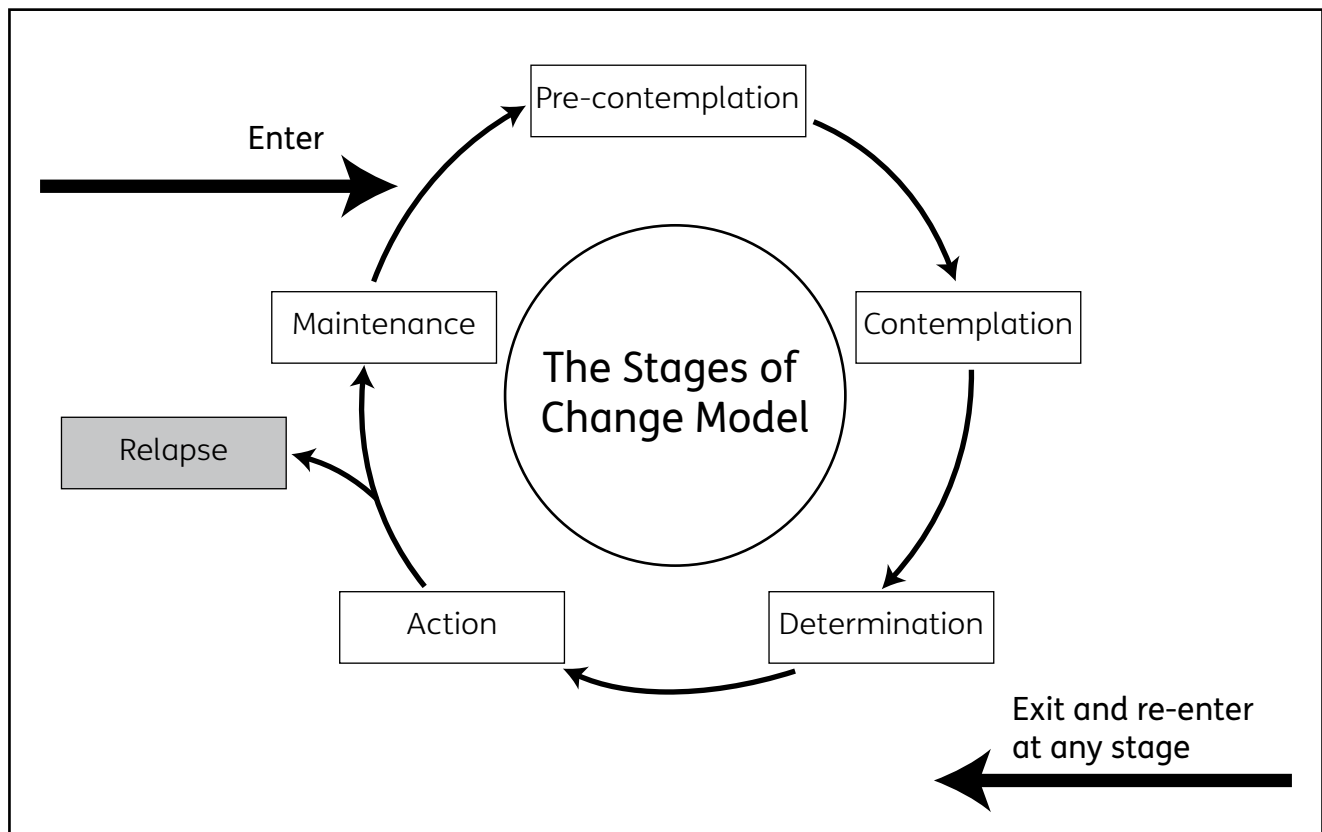 Pre-contemplation
Enter
Maintenance
Contemplation
The Stages of
Change Model
Relapse
Action
Determination
Exit and re-enter
at any stage